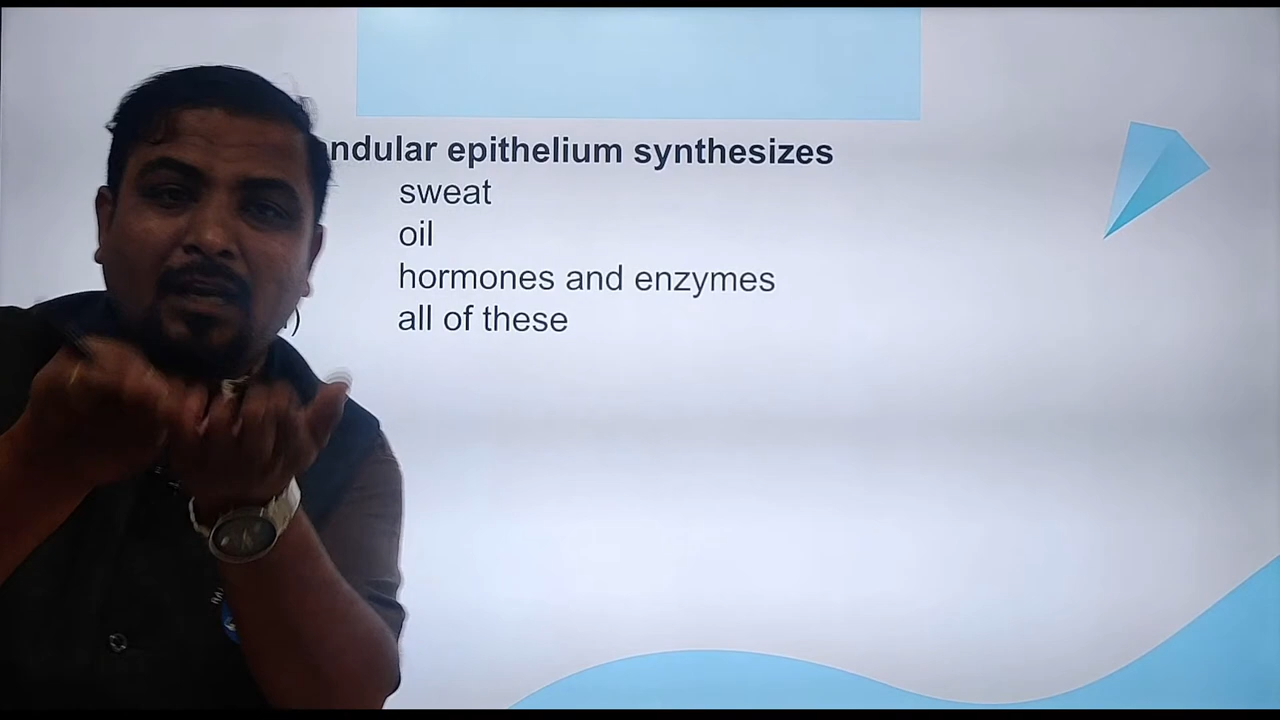 ndular epithelium synthesizes
sweat
oil
hormones and enzymes
) all of these